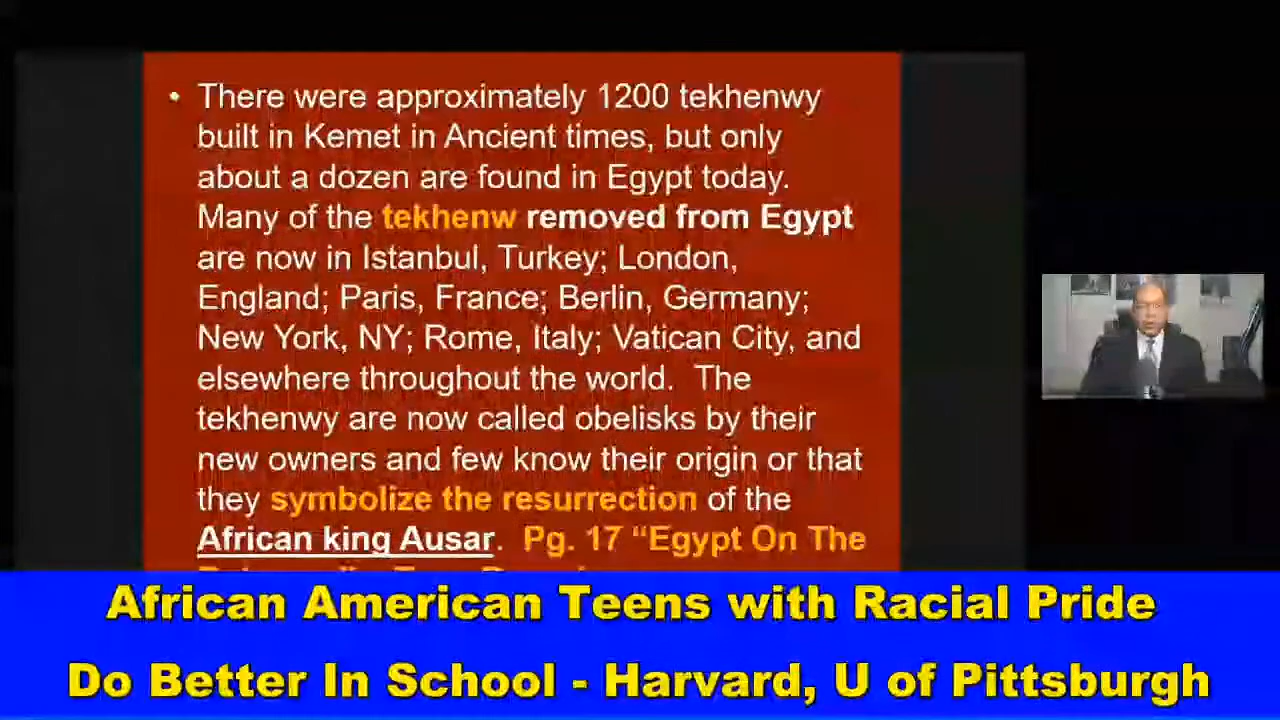 • There were approximately 1200 tekhenwy
built in Kemet in Ancient times, but only
about a dozen are found in Egypt today.
Many of the tekhenw removed from Egypt
are now in Istanbul, Turkey; London,
England; Paris, France; Berlin, Germany;
New York, NY; Rome, Italy; Vatican City, and
elsewhere throughout the world. The
tekhenwy are now called obelisks by their
new owners and few know their origin or that
they symbolize the resurrection of the
African king Ausar. Pg. 17 “Egypt On The
African American Teens with Racial Pride
Do Better In School - Harvard, U of Pittsburgh